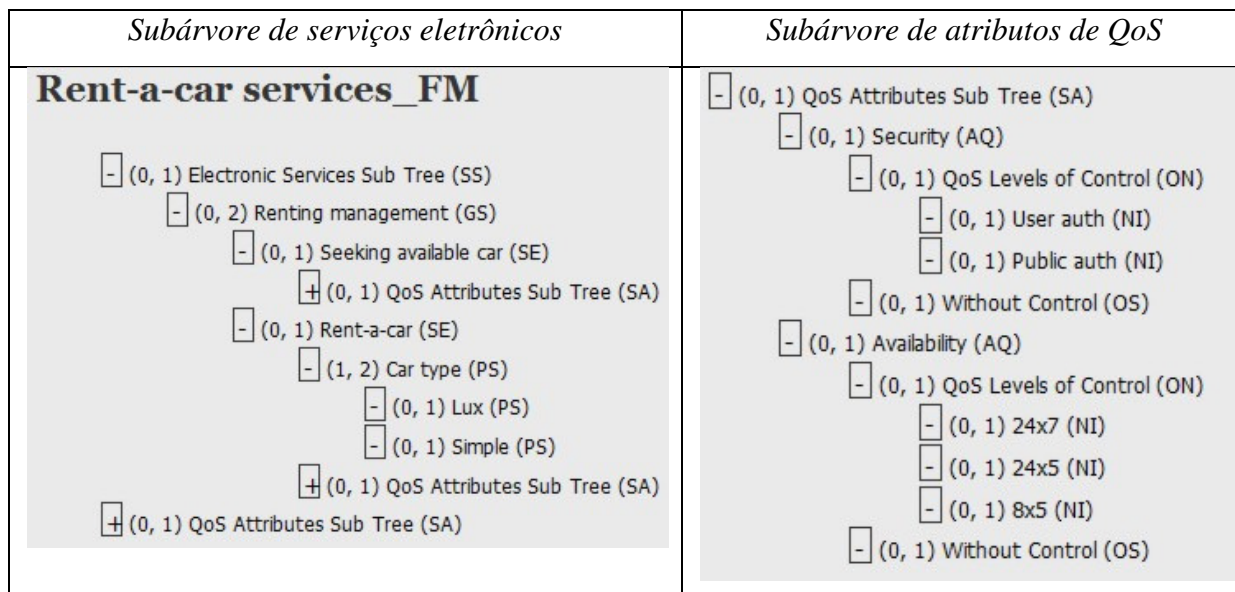 Subárvore de serviços eletrônicos
Rent-a-car services_FM
- (0, 1) Electronic Services Sub Tree (SS)
- (0, 2) Renting management (GS)
- (0, 1) Seeking available car (SE)
+ (0, 1) QoS Attributes Sub Tree (SA)
- (0, 1) Rent-a-car (SE)
- (1, 2) Car type (PS)
- (0, 1) Lux (PS)
- (0, 1) Simple (PS)
+ (0, 1) QoS Attributes Sub Tree (SA)
+ (0, 1) QoS Attributes Sub Tree (SA)
Subárvore de atributos de QoS
- (0, 1) QoS Attributes Sub Tree (SA)
- (0, 1) Security (AQ)
- (0, 1) QoS Levels of Control (ON)
- (0, 1) User auth (NI)
- (0, 1) Public auth (NI)
- (0, 1) Without Control (OS)
- (0, 1) Availability (AQ)
- (0, 1) QoS Levels of Control (ON)
- (0, 1) 24x7 (NI)
- (0, 1) 24x5 (NI)
- (0, 1) 8x5 (NI)
- (0, 1) Without Control (OS)